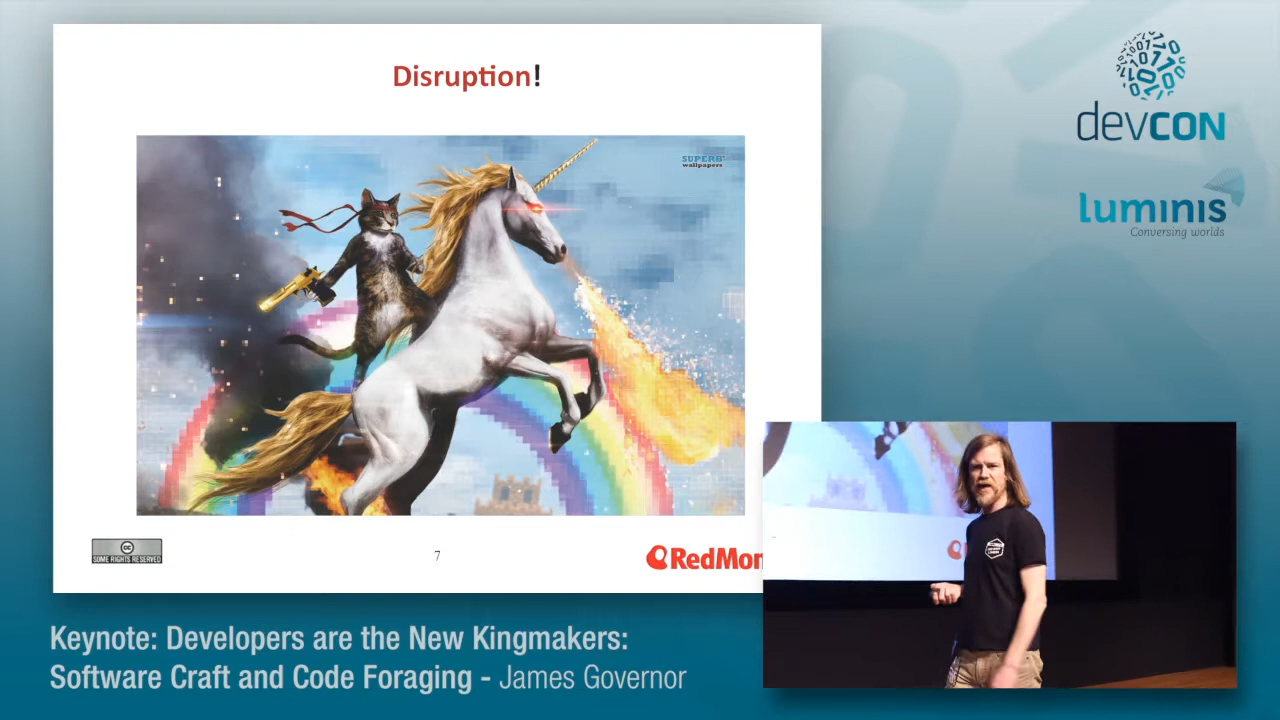 Disruption!
SUPERB
wallpapers
cc
SOME RIGHTS RESERVED
7
RedMon
devCON
luminis
Conversing worlds
Keynote: Developers are the New Kingmakers:
Software Craft and Code Foraging - James Governor